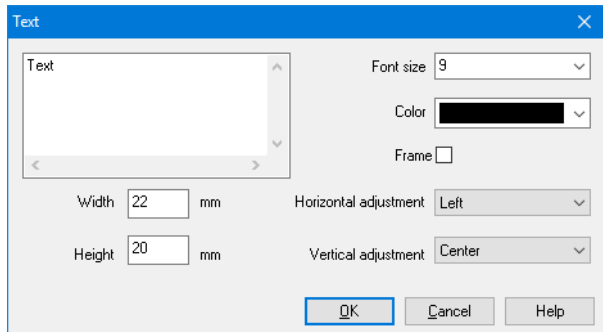 Text
Text
Font size 9
Color
Frame
Width 22 mm
Horizontal adjustment Left
Height 20 mm
Vertical adjustment Center
OK Cancel Help